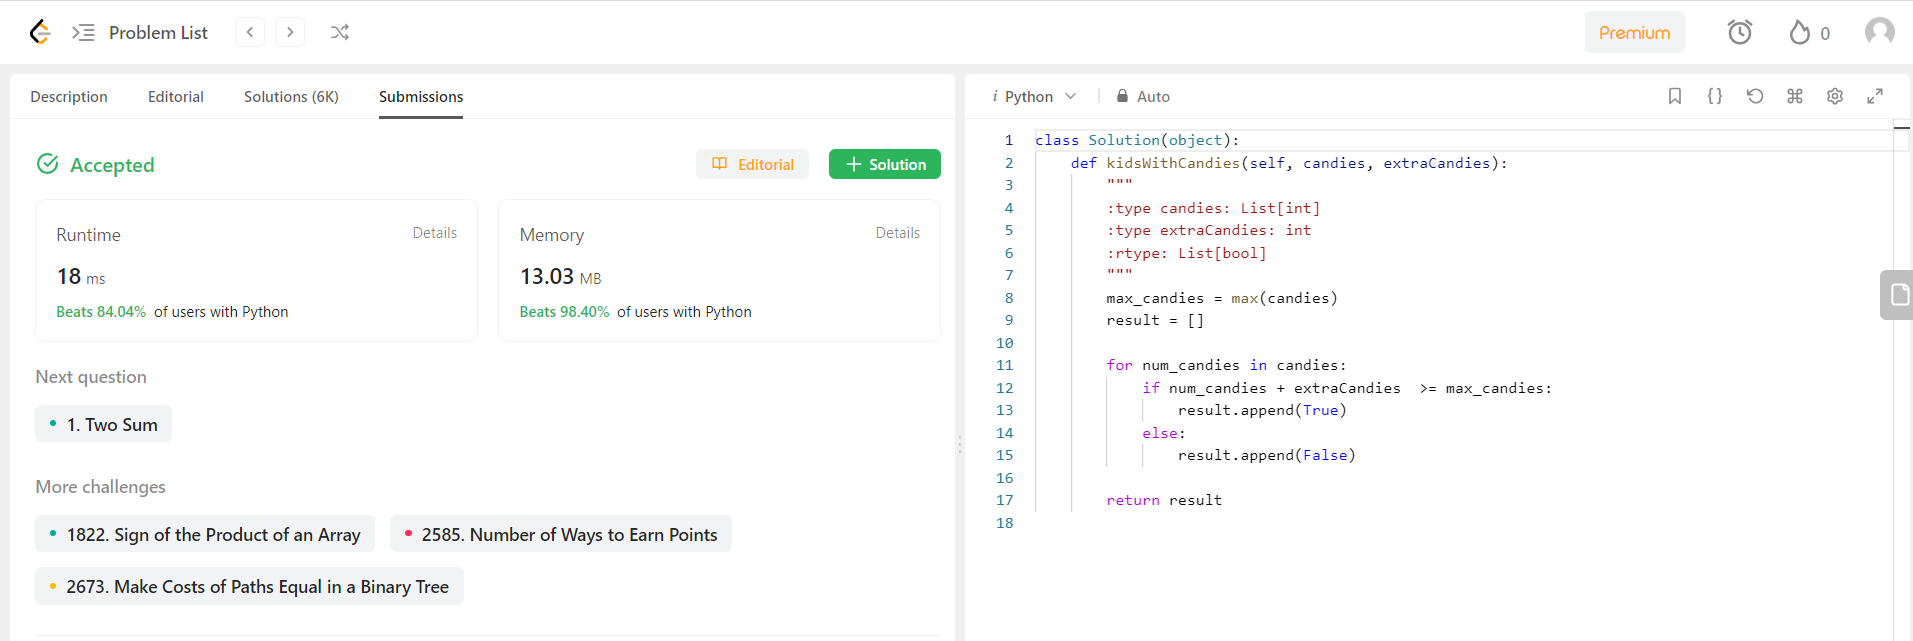 Problem List
Premium
0
Description Editorial Solutions (6K) Submissions
Accepted
Editorial
Solution
Runtime Details
18 ms
Beats 84.04% of users with Python
Memory Details
13.03 MB
Beats 98.40% of users with Python
Next question
1. Two Sum
More challenges
1822. Sign of the Product of an Array
2585. Number of Ways to Earn Points
2673. Make Costs of Paths Equal in a Binary Tree
i Python Auto
1 class Solution(object):
2     def kidsWithCandies(self, candies, extraCandies):
3         """
4         :type candies: List[int]
5         :type extraCandies: int
6         :rtype: List[bool]
7         """
8         max_candies = max(candies)
9         result = []
10
11         for num_candies in candies:
12             if num_candies + extraCandies  >= max_candies:
13                 result.append(True)
14             else:
15                 result.append(False)
16
17         return result
18